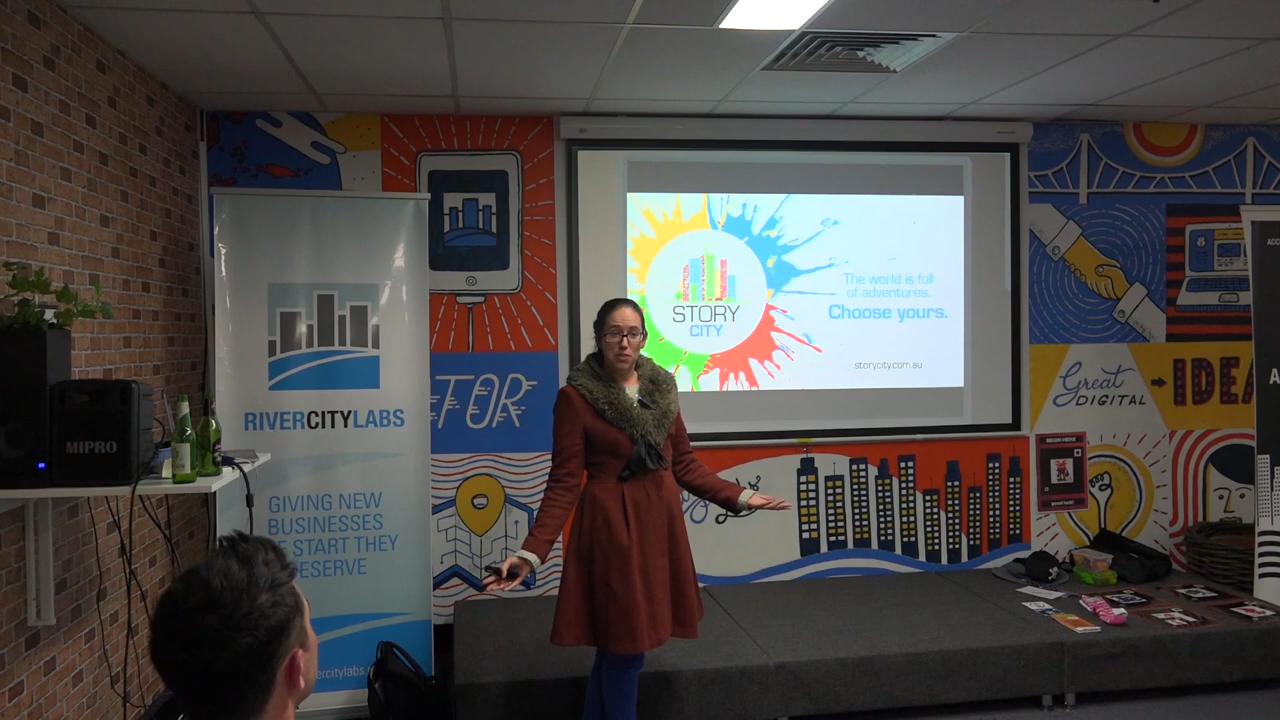 RIVERCITYLABS
GIVING NEW
BUSINESSES
START THEY
MIPRO
TOR
STORY
CITY
The world is full
of adventures.
Choose yours.
storycity.com.au
Great
DIGITAL
IDEA